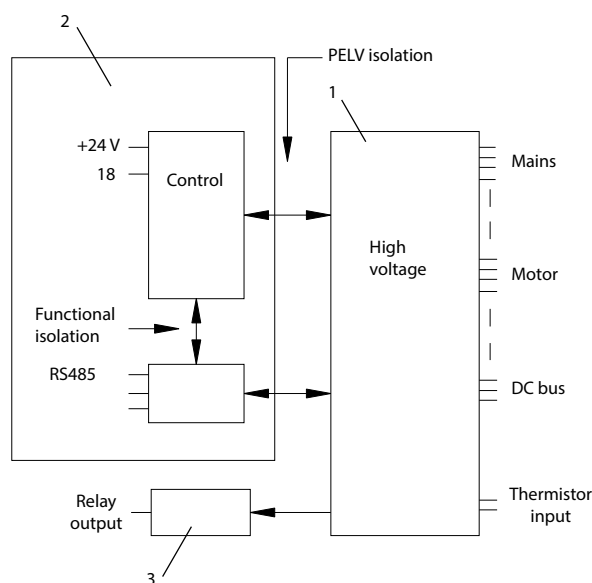 2
PELV isolation
1
+24 V
18
Control
Mains
High
voltage
Motor
Functional
isolation
RS485
DC bus
Relay
output
Thermistor
input
3